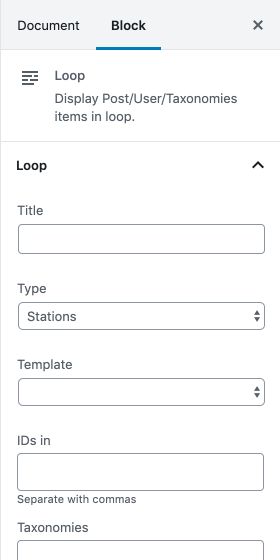 Document Block
Loop
Display Post/User/Taxonomies
items in loop.
Loop
Title
Type
Stations
Template
IDs in
Separate with commas
Taxonomies